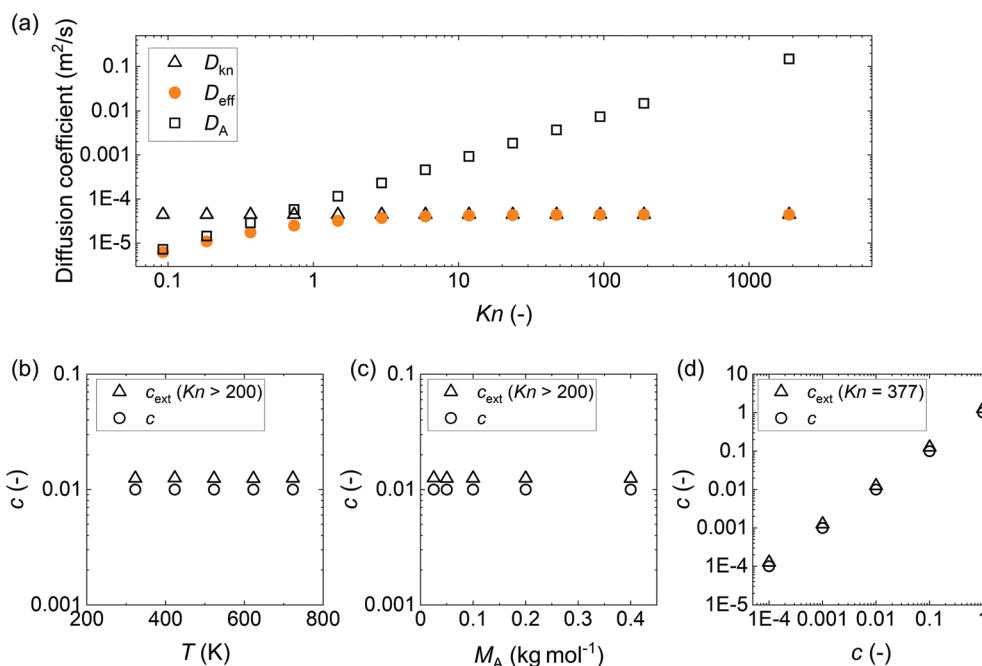 (a)
Diffusion coefficient (m²/s)
0.1
0.01
0.001
1E-4
1E-5
D_kn
D_eff
D_A
0.1 1 10 100 1000
Kn (-)
(b)
c (-)
0.1
0.01
0.001
c_ext (Kn > 200)
c
200 400 600 800
T (K)
(c)
c (-)
0.1
0.01
0.001
c_ext (Kn > 200)
c
0 0.1 0.2 0.3 0.4
M_A (kg mol⁻¹)
(d)
c (-)
10
1
0.1
0.01
0.001
1E-4
1E-5
c_ext (Kn = 377)
c
1E-4 0.001 0.01 0.1
c (-)